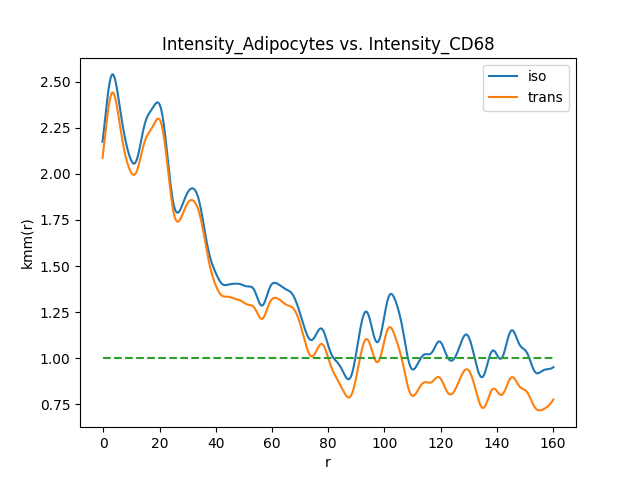 Intensity_Adipocytes vs. Intensity_CD68
iso
trans
kmm(r)
2.50
2.25
2.00
1.75
1.50
1.25
1.00
0.75
0 20 40 60 80 100 120 140 160
r